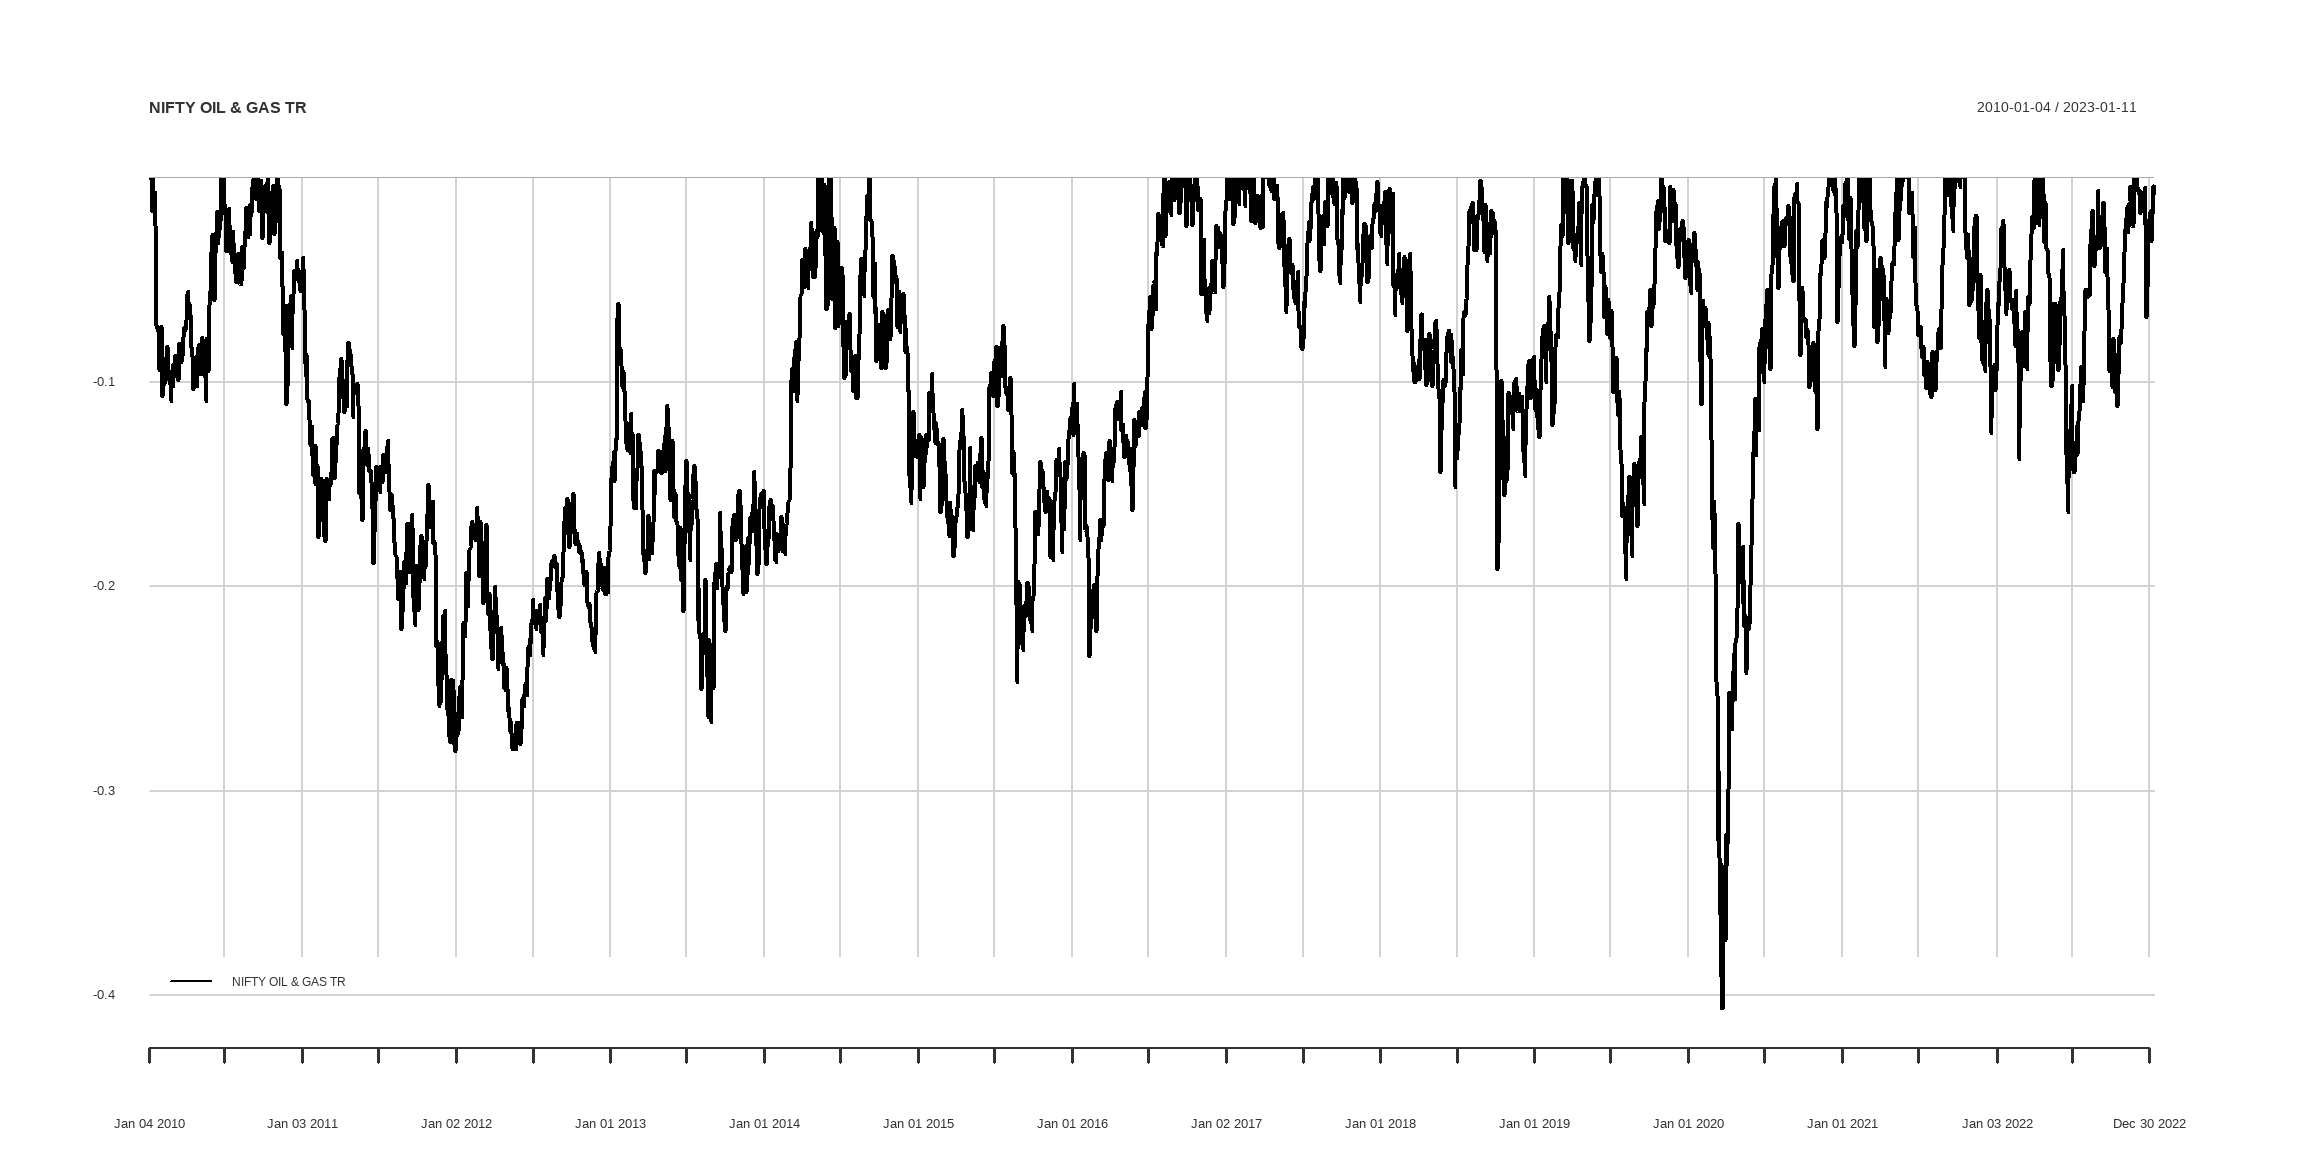 NIFTY OIL & GAS TR
2010-01-04 / 2023-01-11
-0.1
-0.2
-0.3
-0.4
NIFTY OIL & GAS TR
Jan 04 2010
Jan 03 2011
Jan 02 2012
Jan 01 2013
Jan 01 2014
Jan 01 2015
Jan 01 2016
Jan 02 2017
Jan 01 2018
Jan 01 2019
Jan 01 2020
Jan 01 2021
Jan 03 2022
Dec 30 2022